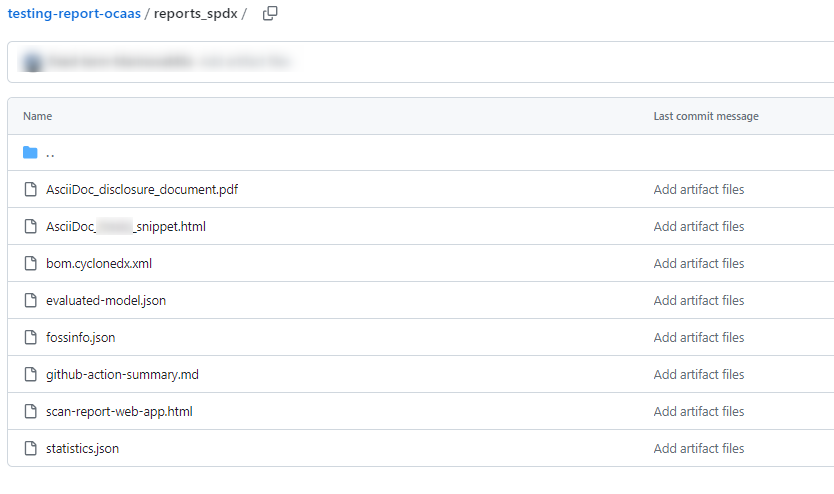 testing-report-ocaas / reports_spdx /
Name Last commit message
..
AsciiDoc_disclosure_document.pdf Add artifact files
AsciiDoc_ _snippet.html Add artifact files
bom.cyclonedx.xml Add artifact files
evaluated-model.json Add artifact files
fossinfo.json Add artifact files
github-action-summary.md Add artifact files
scan-report-web-app.html Add artifact files
statistics.json Add artifact files